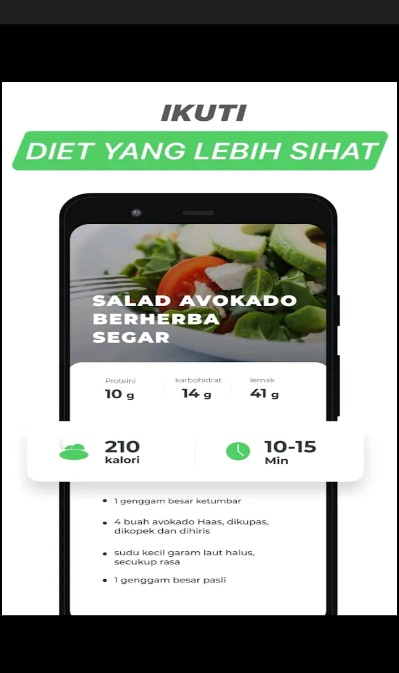 IKUTI
DIET YANG LEBIH SIHAT
SALAD AVOKADO
BERHERBA
SEGAR
Proteini
karbohidrat
lemak
10 g
14 g
41 g
210
kalori
10-15
Min
• 1 genggam besar ketumbar
• 4 buah avokado Haas, dikupas,
dikopek dan dihiris
• sudu kecil garam laut halus,
secukup rasa
• 1 genggam besar pasli